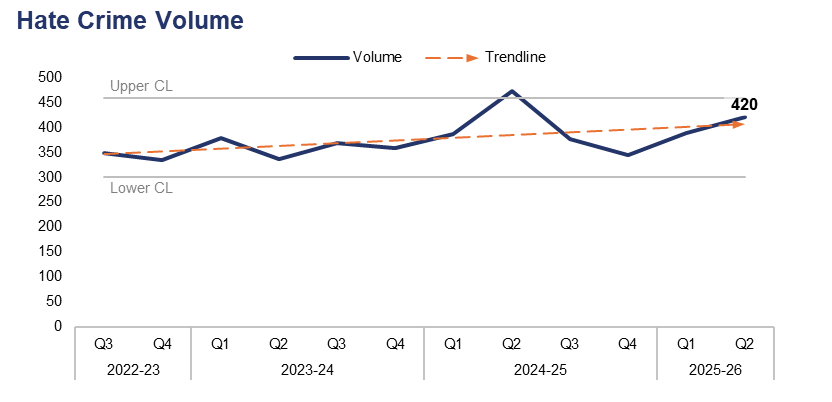 Hate Crime Volume
Volume Trendline
500
Upper CL
450
420
400
350
300
Lower CL
250
200
150
100
50
0
Q3 Q4 Q1 Q2 Q3 Q4 Q1 Q2 Q3 Q4 Q1 Q2
2022-23 2023-24 2024-25 2025-26